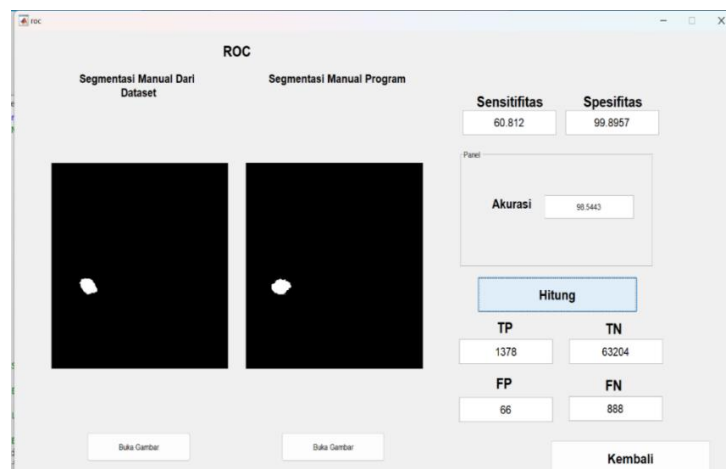 roc
ROC
Segmentasi Manual Dari
Dataset
Segmentasi Manual Program
Sensitifitas
Spesifitas
60.812
99.8957
Panel
Akurasi
98.5443
Hitung
TP
TN
1378
63204
FP
FN
66
888
Buka Gambar
Buka Gambar
Kembali